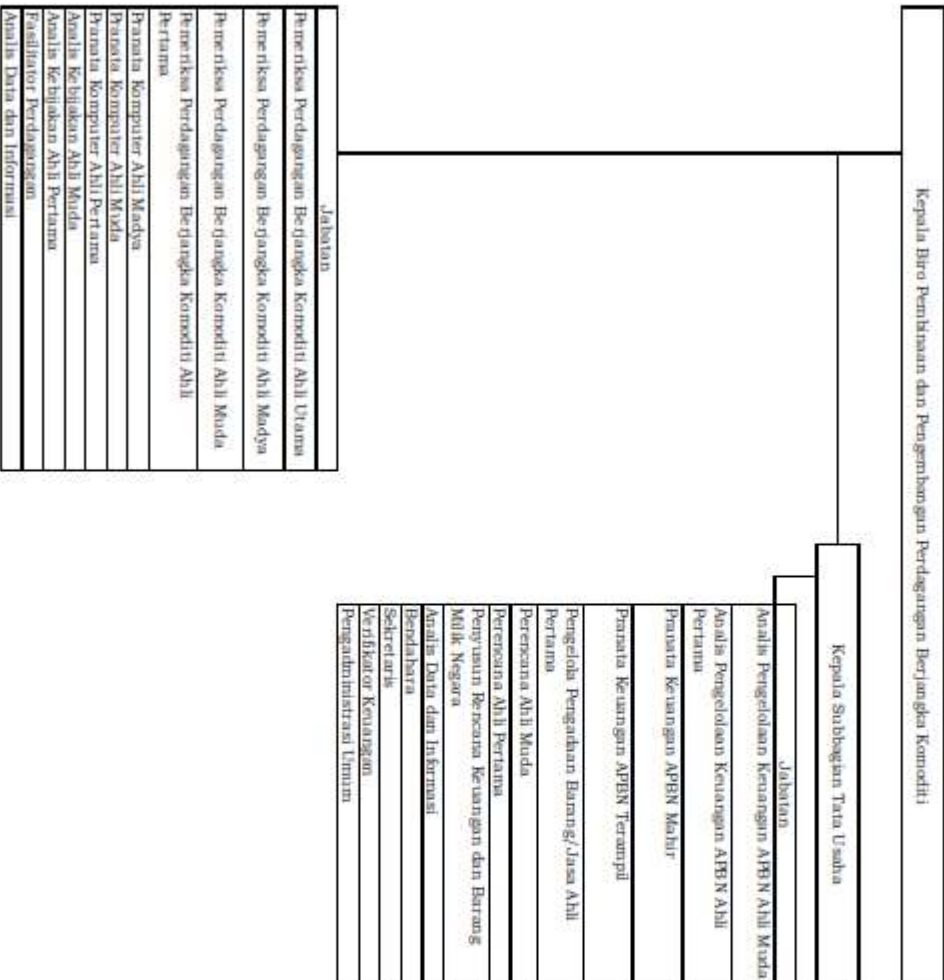 Kepala Biro Pembinaan dan Pengembangan Perdagangan Berjangka Komoditi
Kepala Subbagian Tata Usaha
Jabatan
Analis Pengelolaan Keuangan APBN Ahli Muda
Analis Pengelolaan Keuangan APBN Ahli
Pertama
Pranata Keuangan APBN Mahir
Pranata Keuangan APBN Terampil
Pengelola Pengadaan Barang/Jasa Ahli
Pertama
Perencana Ahli Muda
Perencana Ahli Pertama
Penyusun Rencana Keuangan dan Barang
Milik Negara
Analis Data dan Informasi
Bendahara
Sekretaris
Verifikator Keuangan
Pengadministrasi Umum
Jabatan
Pemeriksa Perdagangan Berjangka Komoditi Ahli Utama
Pemeriksa Perdagangan Berjangka Komoditi Ahli Madya
Pemeriksa Perdagangan Berjangka Komoditi Ahli Muda
Pemeriksa Perdagangan Berjangka Komoditi Ahli
Pertama
Pranata Komputer Ahli Madya
Pranata Komputer Ahli Muda
Pranata Komputer Ahli Pertama
Analis Kebijakan Ahli Muda
Analis Kebijakan Ahli Pertama
Fasilitator Perdagangan
Analis Data dan Informasi